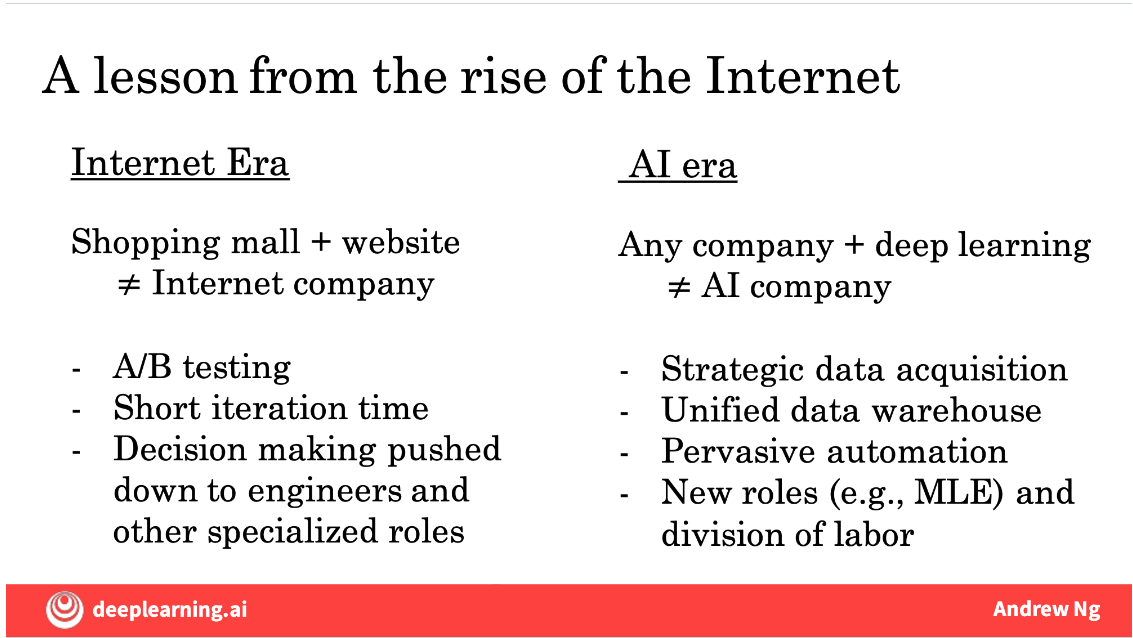 A lesson from the rise of the Internet
Internet Era
Shopping mall + website
≠ Internet company
- A/B testing
- Short iteration time
- Decision making pushed
down to engineers and
other specialized roles
AI era
Any company + deep learning
≠ AI company
- Strategic data acquisition
- Unified data warehouse
- Pervasive automation
- New roles (e.g., MLE) and
division of labor
deeplearning.ai
Andrew Ng